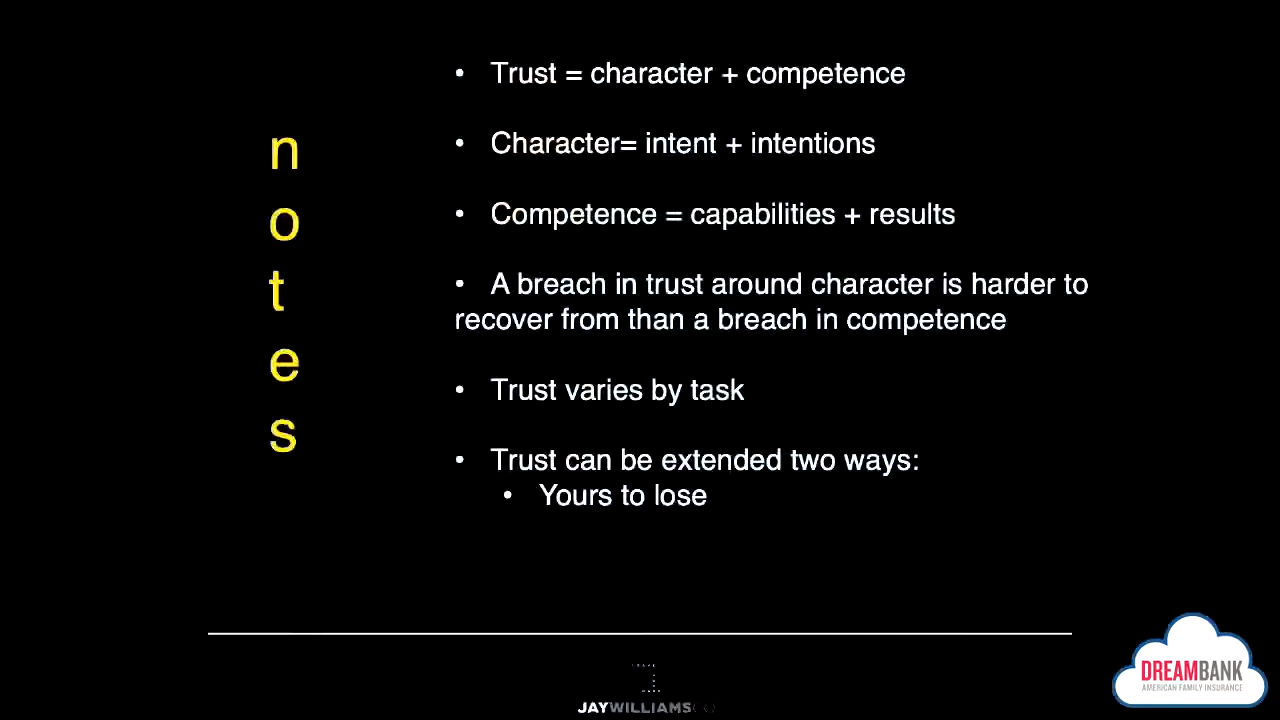 n
o
t
e
s
• Trust = character + competence
• Character= intent + intentions
• Competence = capabilities + results
• A breach in trust around character is harder to
recover from than a breach in competence
• Trust varies by task
• Trust can be extended two ways:
• Yours to lose
JAYWILLIAMSCO
DREAMBANK
AMERICAN FAMILY INSURANCE